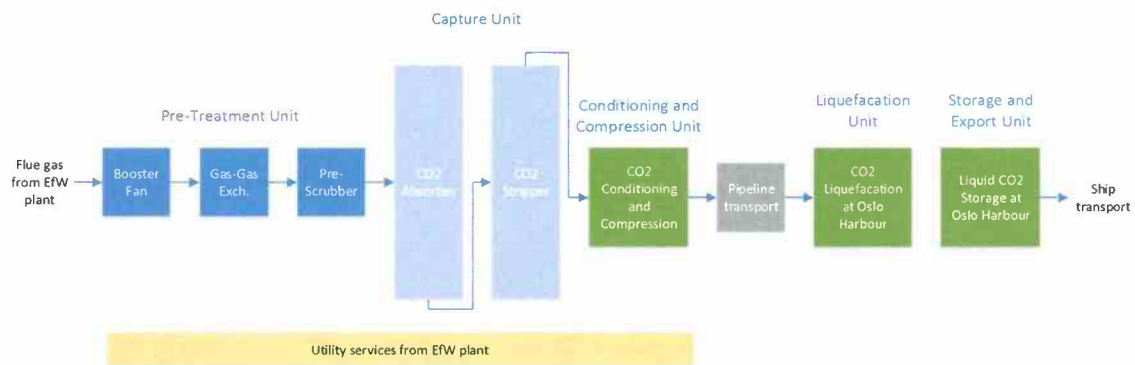 Capture Unit
Pre-Treatment Unit
Conditioning and
Compression Unit
Liquefacation
Unit
Storage and
Export Unit
Flue gas
from EfW
plant
Booster
Fan
Gas-Gas
Exch.
Pre-
Scrubber
CO2
Absorber
CO2
Stripper
CO2
Conditioning
and
Compression
Pipeline
transport
CO2
Liquefacation
at Oslo
Harbour
Liquid CO2
Storage at
Oslo Harbour
Ship
transport
Utility services from EfW plant